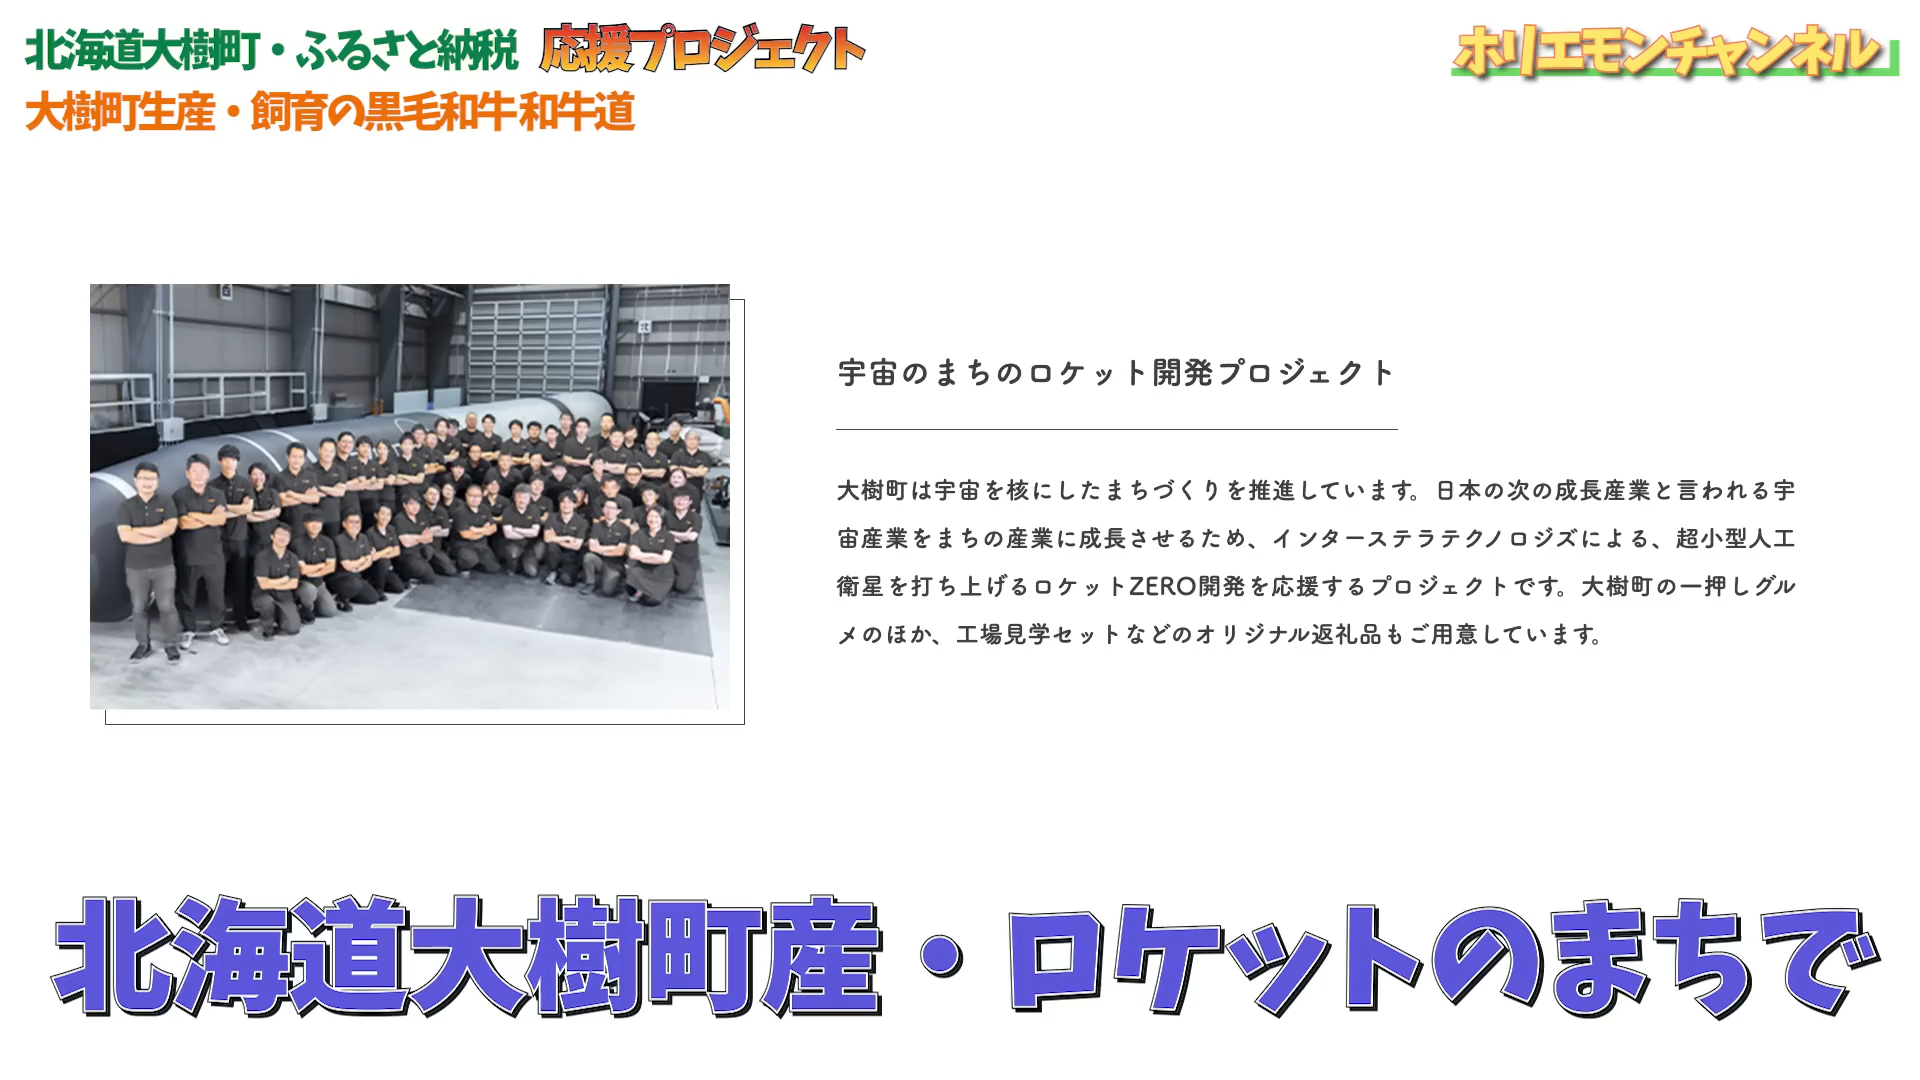 北海道大樹町・ふるさと納税 応援プロジェクト
ホリエモンチャンネル
大樹町生産・飼育の黒毛和牛 和牛道
北
宇宙のまちのロケット開発プロジェクト
大樹町は宇宙を核にしたまちづくりを推進しています。日本の次の成長産業と言われる宇
宙産業をまちの産業に成長させるため、インターステラテクノロジズによる、超小型人工
衛星を打ち上げるロケットZERO開発を応援するプロジェクトです。大樹町の一押しグル
メのほか、工場見学セットなどのオリジナル返礼品もご用意しています。
北海道大樹町産・ロケットのまちで